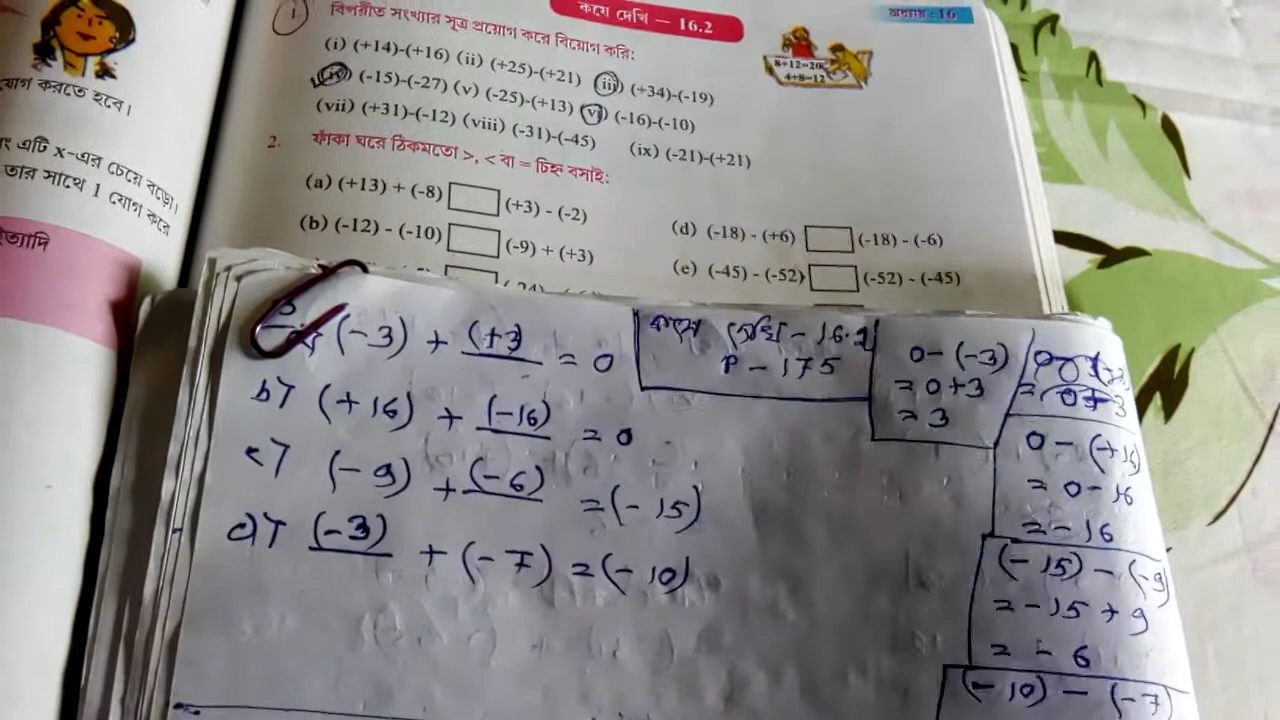 যোগ করতে হবে।
এটি x-এর চেয়ে বড়ো।
তার সাথে 1 যোগ করে
ইত্যাদি
কষে দেখি — 16.2
অধ্যায় : 16
8+12=20
4+8=12
1 বিপরীত সংখ্যার সূত্র প্রয়োগ করে বিয়োগ করি:
(i) (+14)-(+16) (ii) (+25)-(+21) (iii) (+34)-(-19)
(-15)-(-27) (v) (-25)-(+13) (vi) (-16)-(-10)
(vii) (+31)-(-12) (viii) (-31)-(-45) (ix) (-21)-(+21)
2. ফাঁকা ঘরে ঠিকমতো >, < বা = চিহ্ন বসাই:
(a) (+13) + (-8) (+3) - (-2)
(b) (-12) - (-10) (-9) + (+3)
(d) (-18) - (+6) (-18) - (-6)
(e) (-45) - (-52) (-52) - (-45)
(-3) + (+3) = 0
b) (+16) + (-16) = 0
c) (-9) + (-6) = (-15)
d) (-3) + (-7) = (-10)
কষে দেখি - 16.2
P - 175
0 - (-3)
= 0+3
= 3
0 - (+16)
= 0 - 16
= - 16
(-15) - (-9)
= -15 + 9
= - 6
(-10) - (-7)